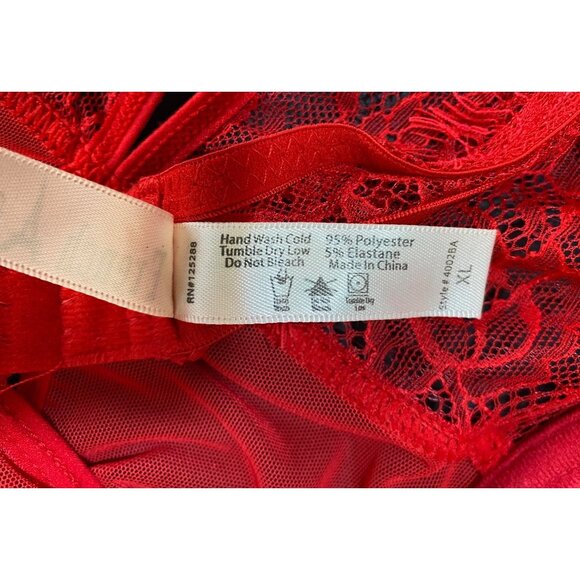 RN#125288
Hand Wash Cold
Tumble Dry Low
Do Not Bleach
95% Polyester
5% Elastane
Made In China
Tumble Dry
Low
Style # 4002BA
XL